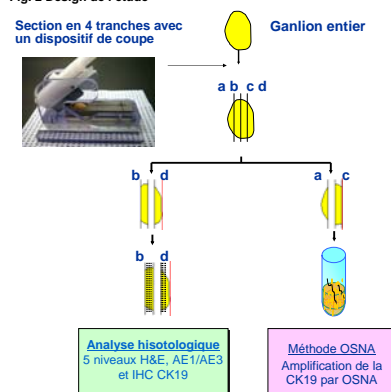 Fig. 2 Design de l'étude
Section en 4 tranches avec
un dispositif de coupe
Ganlion entier
a b c d
b d
a c
b d
Analyse hisotologique
5 niveaux H&E, AE1/AE3
et IHC CK19
Méthode OSNA
Amplification de la
CK19 par OSNA